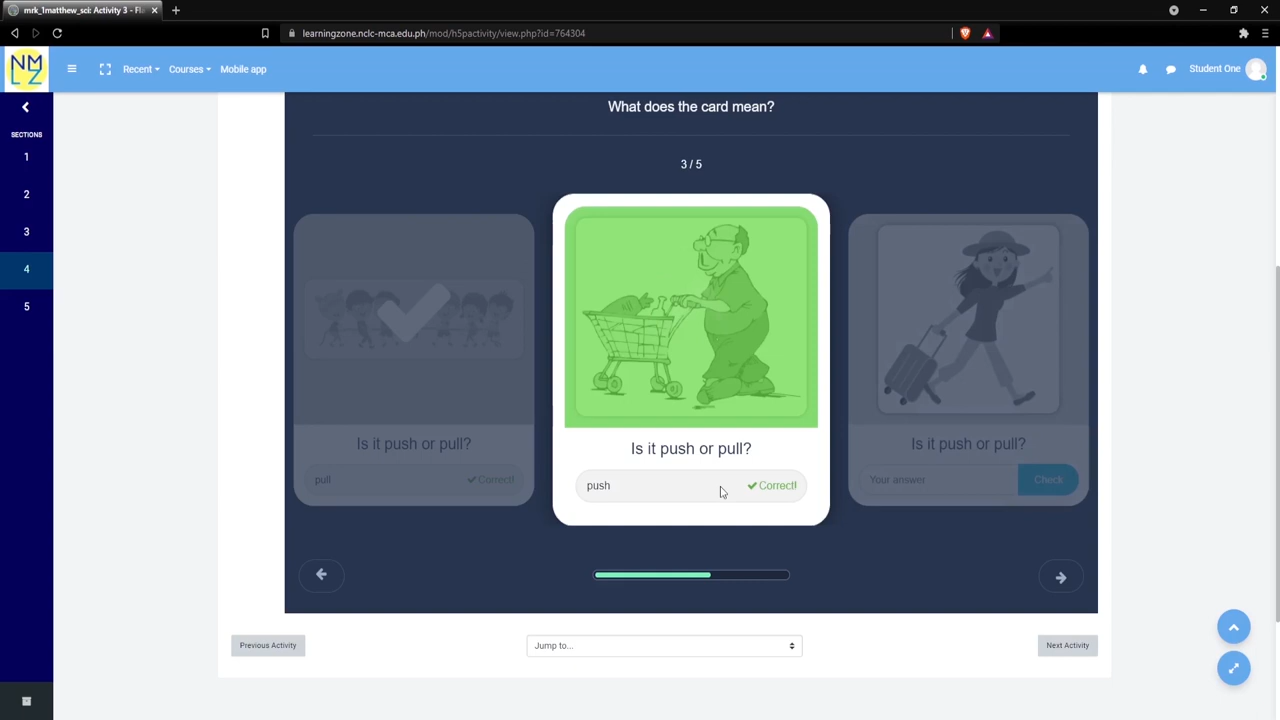 mrk_1matthew_sci: Activity 3 - Fla
learningzone.nclc-mca.edu.ph/mod/h5pactivity/view.php?id=764304
NM
LZ
Recent
Courses
Mobile app
Student One
SECTIONS
1
2
3
4
5
What does the card mean?
3 / 5
Is it push or pull?
pull
Correct!
Is it push or pull?
push
Correct!
Is it push or pull?
Your answer
Check
Previous Activity
Jump to...
Next Activity